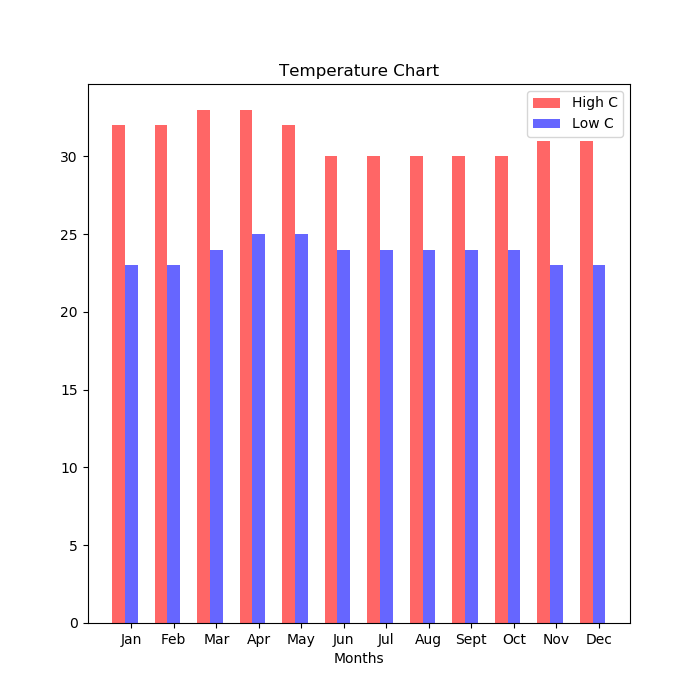 Temperature Chart
High C
Low C
30
25
20
15
10
5
0
Jan Feb Mar Apr May Jun Jul Aug Sept Oct Nov Dec
Months